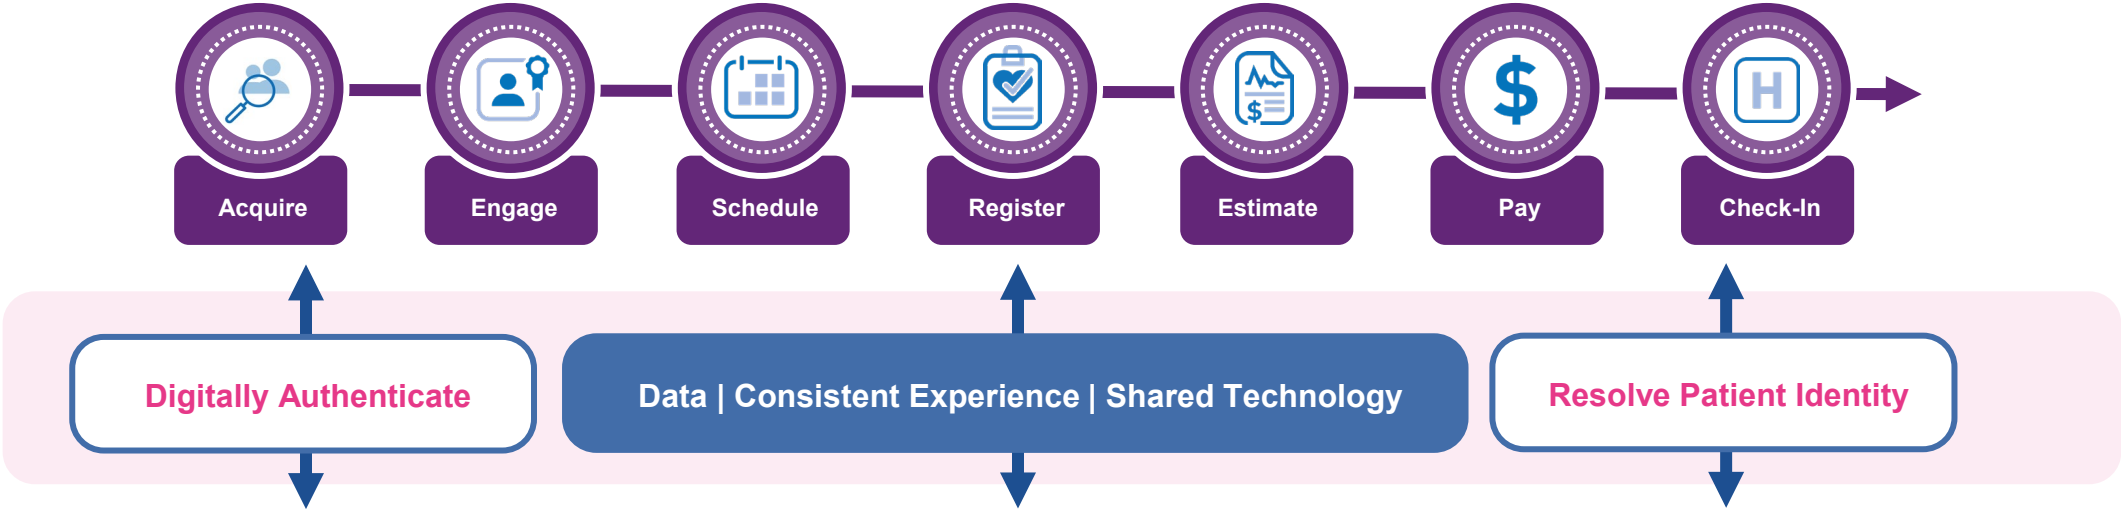 Acquire
Engage
Schedule
Register
$
Estimate
$
Pay
H
Check-In
Digitally Authenticate
Data | Consistent Experience | Shared Technology
Resolve Patient Identity